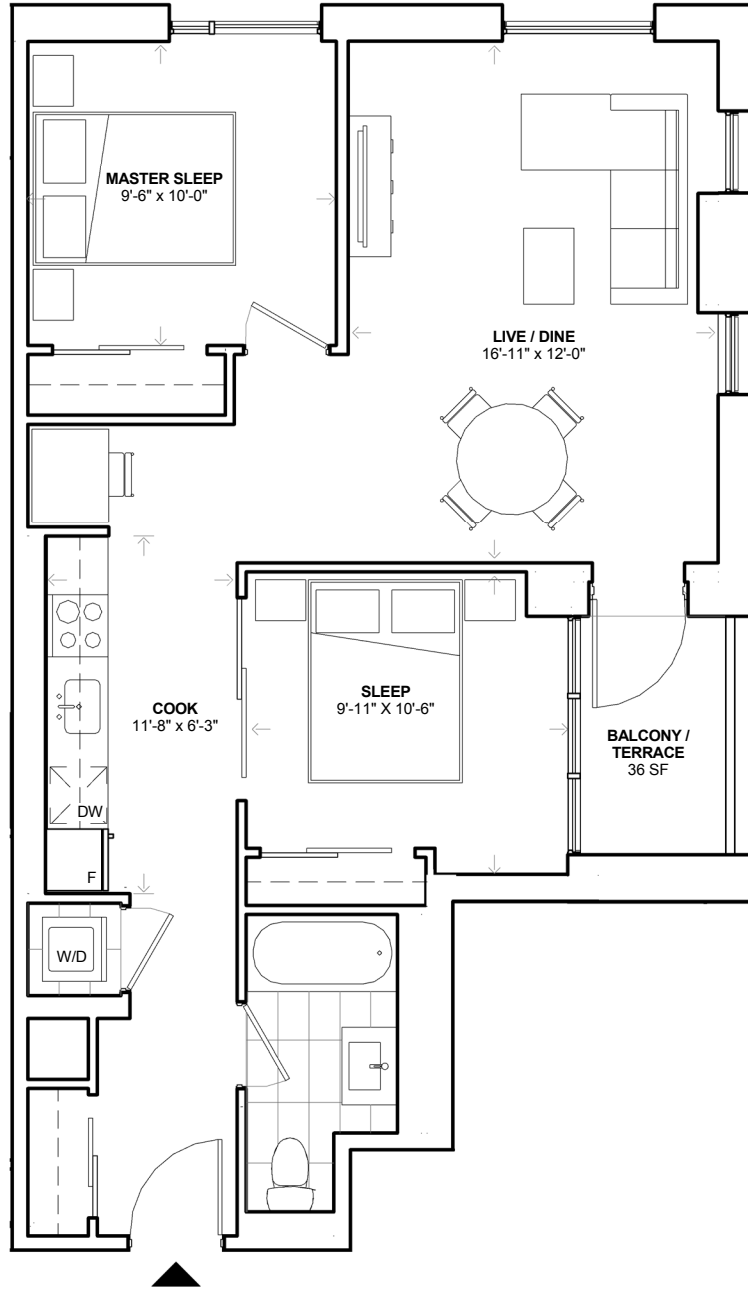 MASTER SLEEP
9'-6" x 10'-0"
LIVE / DINE
16'-11" x 12'-0"
COOK
11'-8" x 6'-3"
SLEEP
9'-11" X 10'-6"
BALCONY /
TERRACE
36 SF
DW
F
W/D